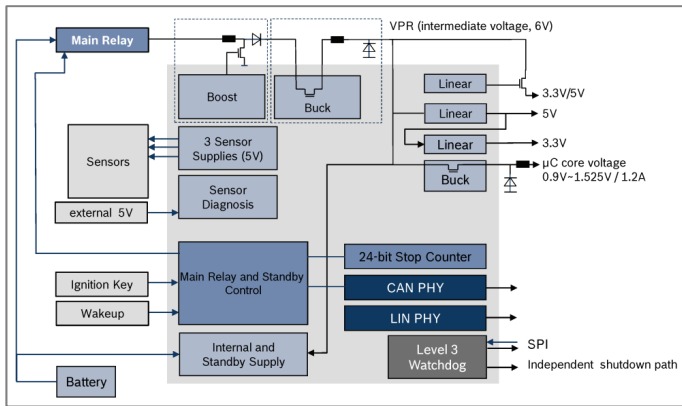 VPR (intermediate voltage, 6V)
Main Relay
Boost
Buck
Linear
3.3V/5V
Linear
5V
Linear
3.3V
Buck
µC core voltage
0.9V~1.525V / 1.2A
Sensors
3 Sensor
Supplies (5V)
Sensor
Diagnosis
external 5V
Main Relay and Standby
Control
24-bit Stop Counter
Ignition Key
CAN PHY
Wakeup
LIN PHY
Internal and
Standby Supply
Level 3
Watchdog
SPI
Independent shutdown path
Battery